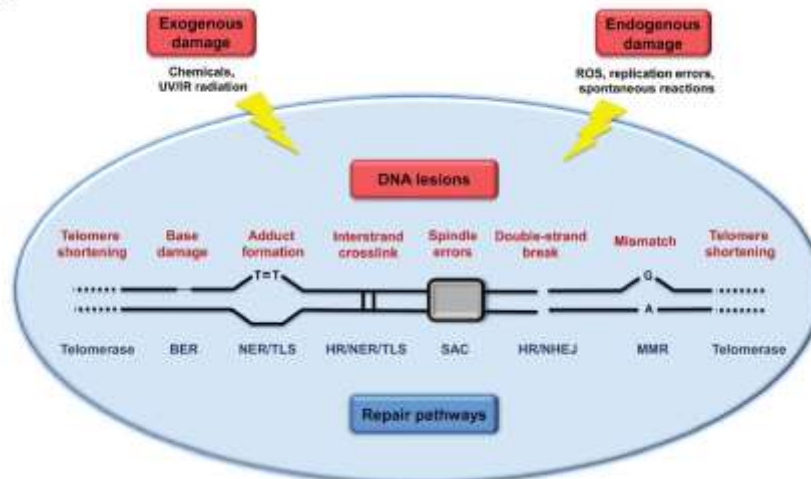 Exogenous
damage
Chemicals,
UV/IR radiation
Endogenous
damage
ROS, replication errors,
spontaneous reactions
DNA lesions
Telomere
shortening
Base
damage
Adduct
formation
Interstrand
crosslink
Spindle
errors
Double-strand
break
Mismatch
Telomere
shortening
T=T
G
A
Telomerase
BER
NER/TLS
HR/NER/TLS
SAC
HR/NHEJ
MMR
Telomerase
Repair pathways